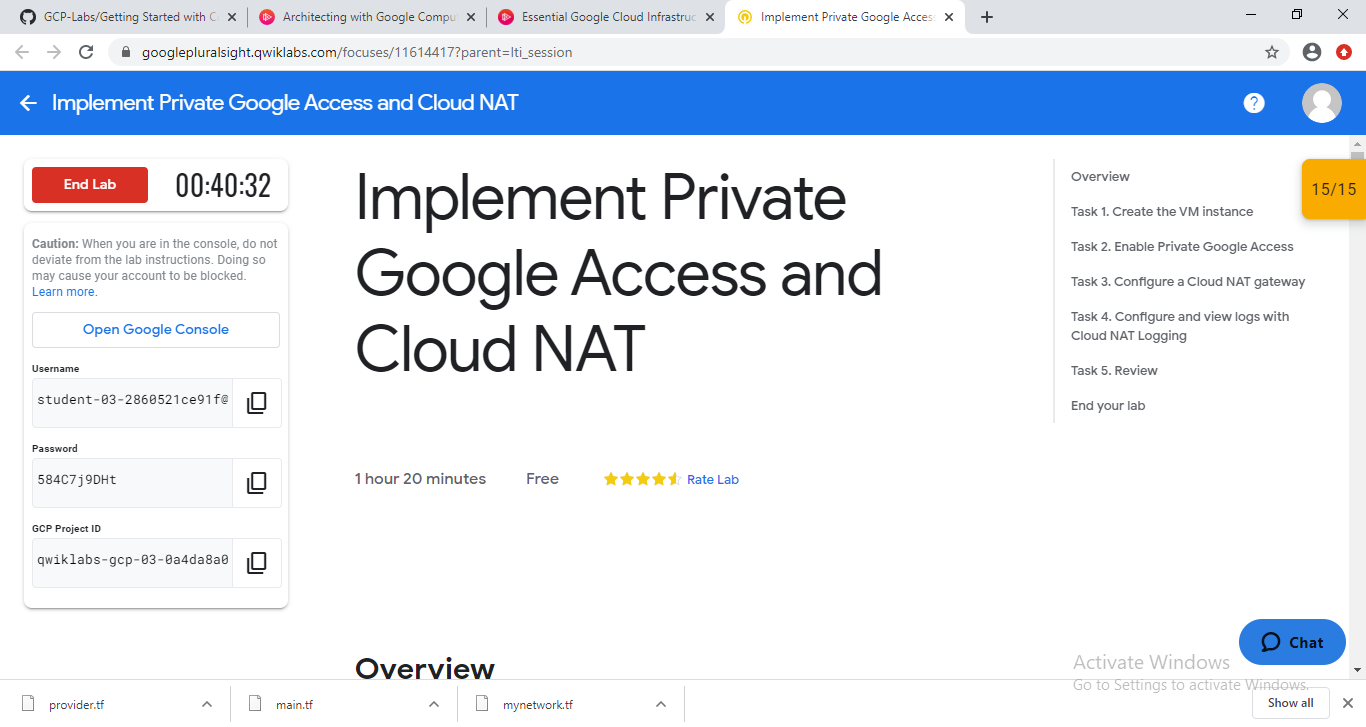 GCP-Labs/Getting Started with C
Architecting with Google Compu
Essential Google Cloud Infrastruc
Implement Private Google Acces
googlepluralsight.qwiklabs.com/focuses/11614417?parent=lti_session
Implement Private Google Access and Cloud NAT
End Lab
00:40:32
Caution: When you are in the console, do not
deviate from the lab instructions. Doing so
may cause your account to be blocked.
Learn more.
Open Google Console
Username
student-03-2860521ce91f@
Password
584C7j9DHt
GCP Project ID
qwiklabs-gcp-03-0a4da8a0
Implement Private
Google Access and
Cloud NAT
1 hour 20 minutes
Free
Rate Lab
Overview
Overview
Task 1. Create the VM instance
Task 2. Enable Private Google Access
Task 3. Configure a Cloud NAT gateway
Task 4. Configure and view logs with
Cloud NAT Logging
Task 5. Review
End your lab
15/15
Chat
Activate Windows
Go to Settings to activate Windows.
provider.tf
main.tf
mynetwork.tf
Show all